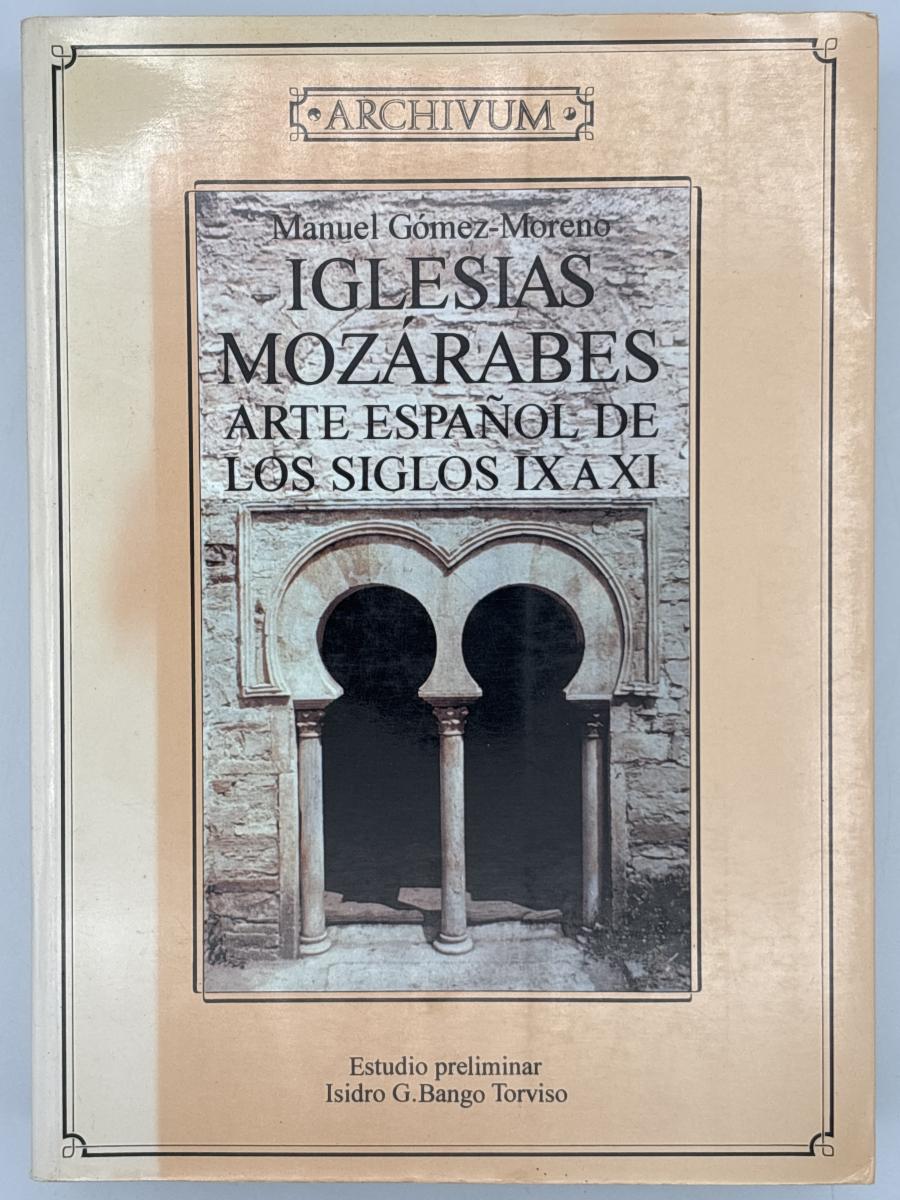 ARCHIVUM
Manuel Gómez-Moreno
IGLESIAS
MOZÁRABES
ARTE ESPAÑOL DE
LOS SIGLOS IX A XI
Estudio preliminar
Isidro G.Bango Torviso